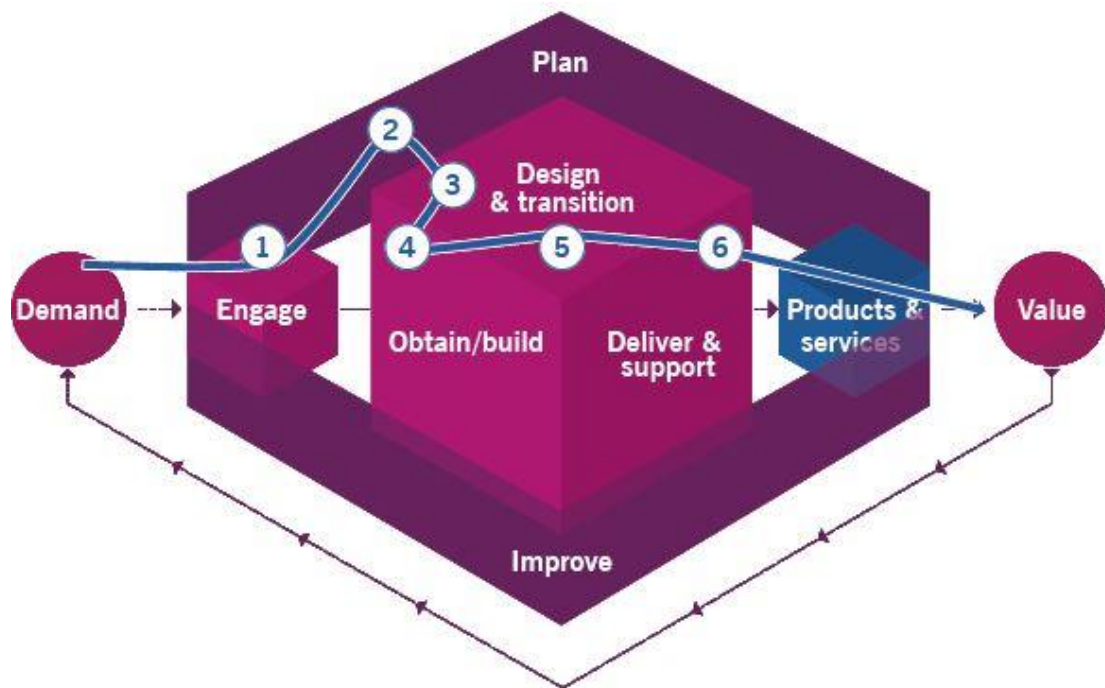 Plan
2
3
Design
& transition
1
4
5
6
Demand
Engage
Obtain/build
Deliver &
support
Products &
services
Value
Improve